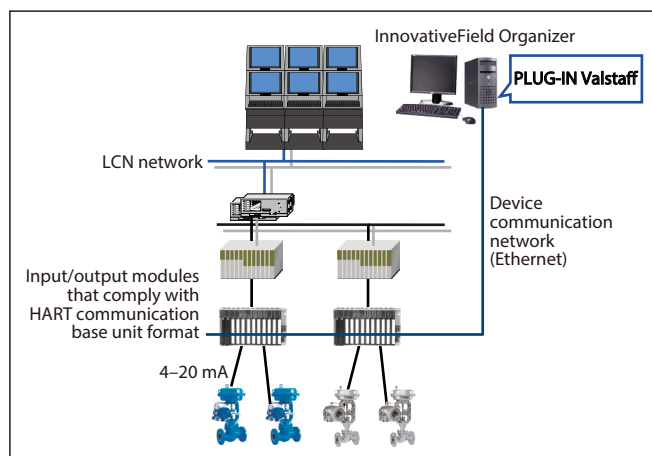 InnovativeField Organizer
PLUG-IN Valstaff
LCN network
Device
communication
network
(Ethernet)
Input/output modules
that comply with
HART communication
base unit format
4–20 mA